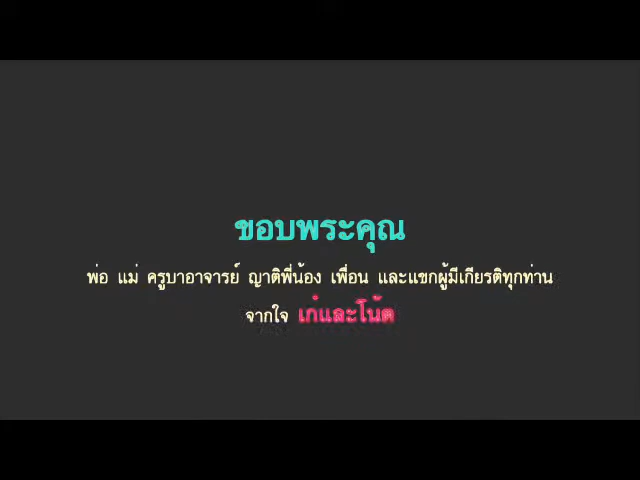 ขอบพระคุณ
พ่อ แม่ ครูบาอาจารย์ ญาติพี่น้อง เพื่อน และแขกผู้มีเกียรติทุกท่าน
จากใจ เก๋และโน้ต